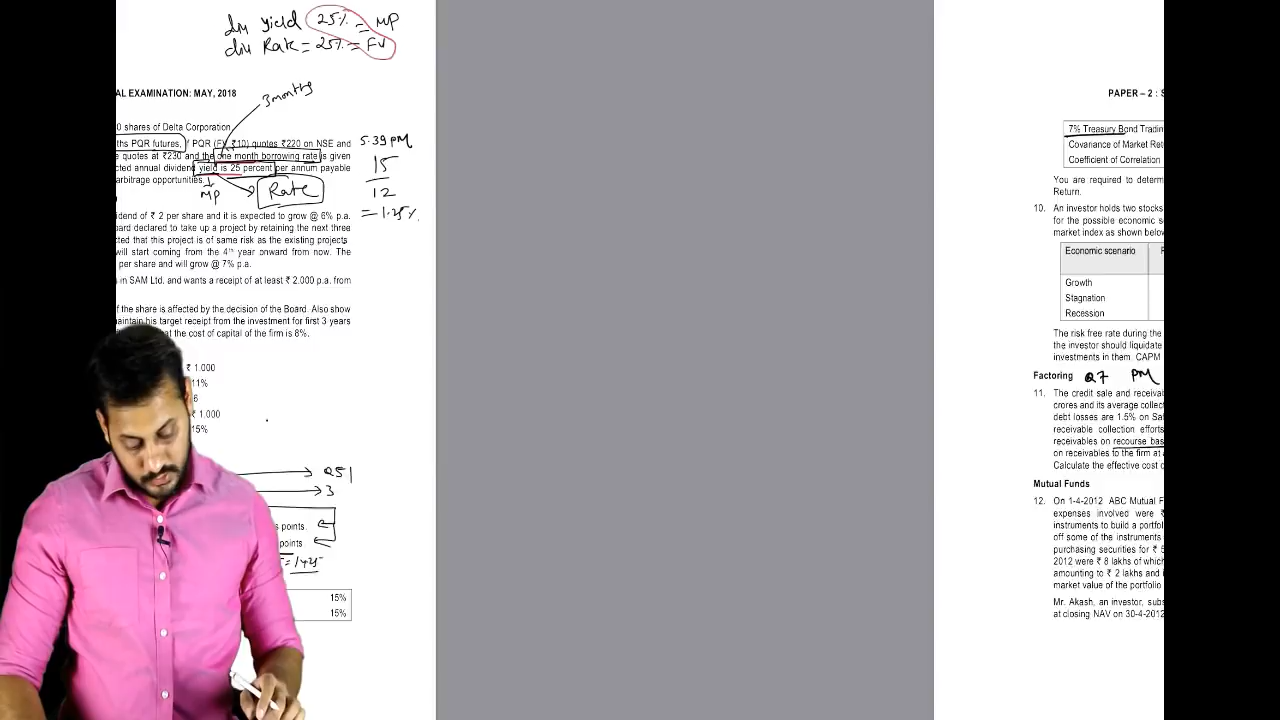 div Yield 25% = MP
div Rate = 25% = FV
AL EXAMINATION: MAY, 2018
3 months
0 shares of Delta Corporation
ths PQR futures, f PQR (FV ₹10) quotes ₹220 on NSE and
e quotes at ₹230 and the one month borrowing rate is given
cted annual dividend yield is 25 percent per annum payable
arbitrage opportunities.
MP
Rate
5.39 PM
15
12
= 1.25%
idend of ₹ 2 per share and it is expected to grow @ 6% p.a.
ard declared to take up a project by retaining the next three
cted that this project is of same risk as the existing projects
will start coming from the 4th year onward from now. The
per share and will grow @ 7% p.a.
s in SAM Ltd. and wants a receipt of at least ₹ 2,000 p.a. from
f the share is affected by the decision of the Board. Also show
aintain his target receipt from the investment for first 3 years
at the cost of capital of the firm is 8%.
₹ 1,000
11%
6
₹ 1,000
15%
251
3
s points.
points
= 1425
15%
15%
PAPER – 2 : S
7% Treasury Bond Tradin
Covariance of Market Ret
Coefficient of Correlation
You are required to determ
Return.
10. An investor holds two stocks
for the possible economic s
market index as shown below
Economic scenario
Growth
Stagnation
Recession
The risk free rate during the
the investor should liquidate
investments in them. CAPM
Factoring Q7 PM
11. The credit sale and receiva
crores and its average collect
debt losses are 1.5% on Sal
receivable collection efforts
receivables on recourse bas
on receivables to the firm at
Calculate the effective cost o
Mutual Funds
12. On 1-4-2012 ABC Mutual F
expenses involved were ₹
instruments to build a portfol
off some of the instruments
purchasing securities for ₹ 5
2012 were ₹ 8 lakhs of which
amounting to ₹ 2 lakhs and
market value of the portfolio
Mr. Akash, an investor, subs
at closing NAV on 30-4-2012